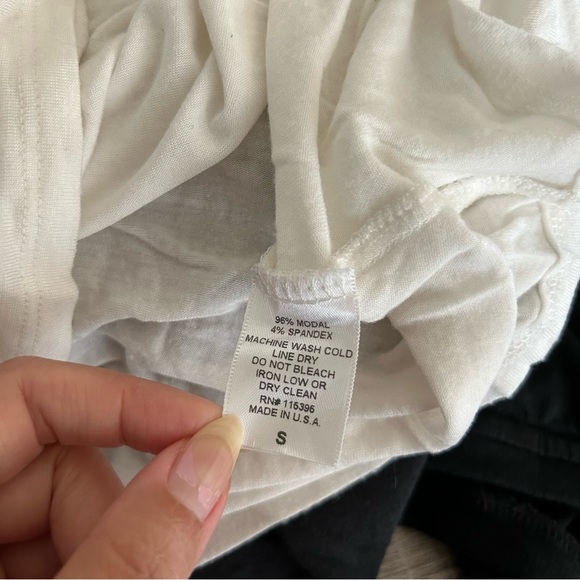 96% MODAL
4% SPANDEX
MACHINE WASH COLD
LINE DRY
DO NOT BLEACH
IRON LOW OR
DRY CLEAN
RN# 115395
MADE IN U.S.A.
S